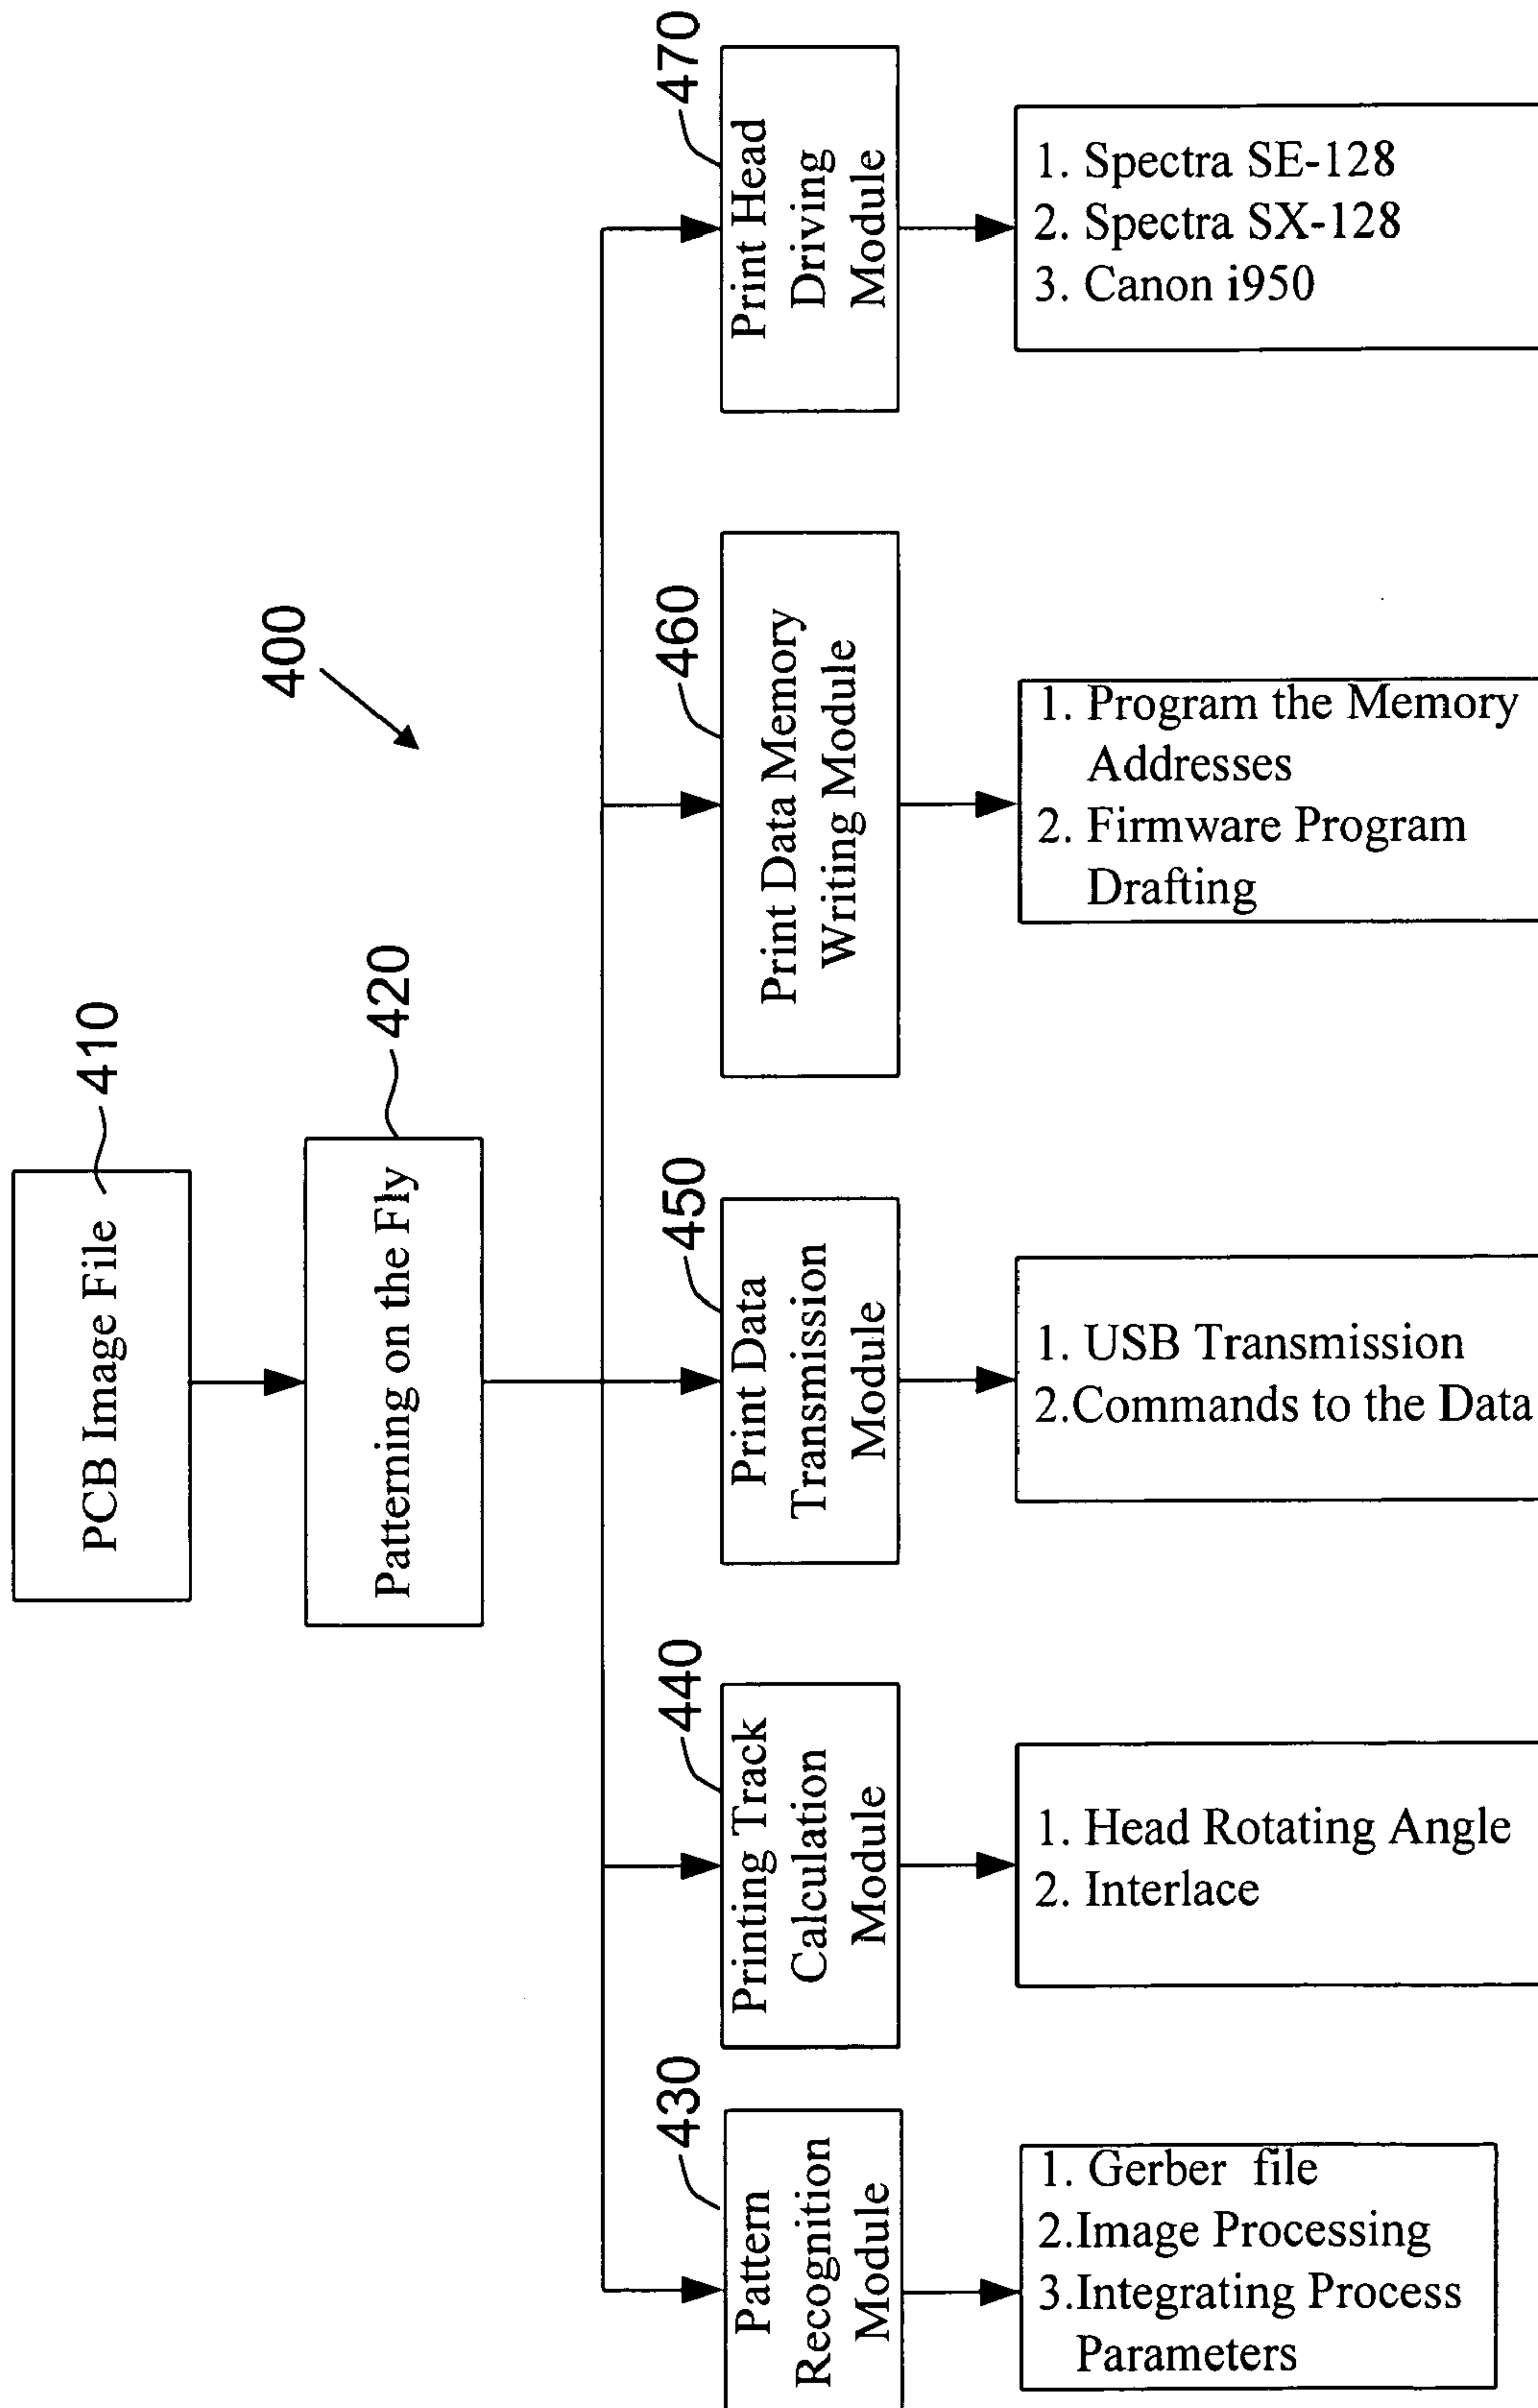 400
PCB Image File
410
Patterning on the Fly
420
430
Pattern
Recognition
Module
1. Gerber file
2.Image Processing
3.Integrating Process
Parameters
440
Printing Track
Calculation
Module
1. Head Rotating Angle
2. Interlace
450
Print Data
Transmission
Module
1. USB Transmission
2.Commands to the Data
460
Print Data Memory
Writing Module
1. Program the Memory
Addresses
2. Firmware Program
Drafting
470
Print Head
Driving
Module
1. Spectra SE-128
2. Spectra SX-128
3. Canon i950